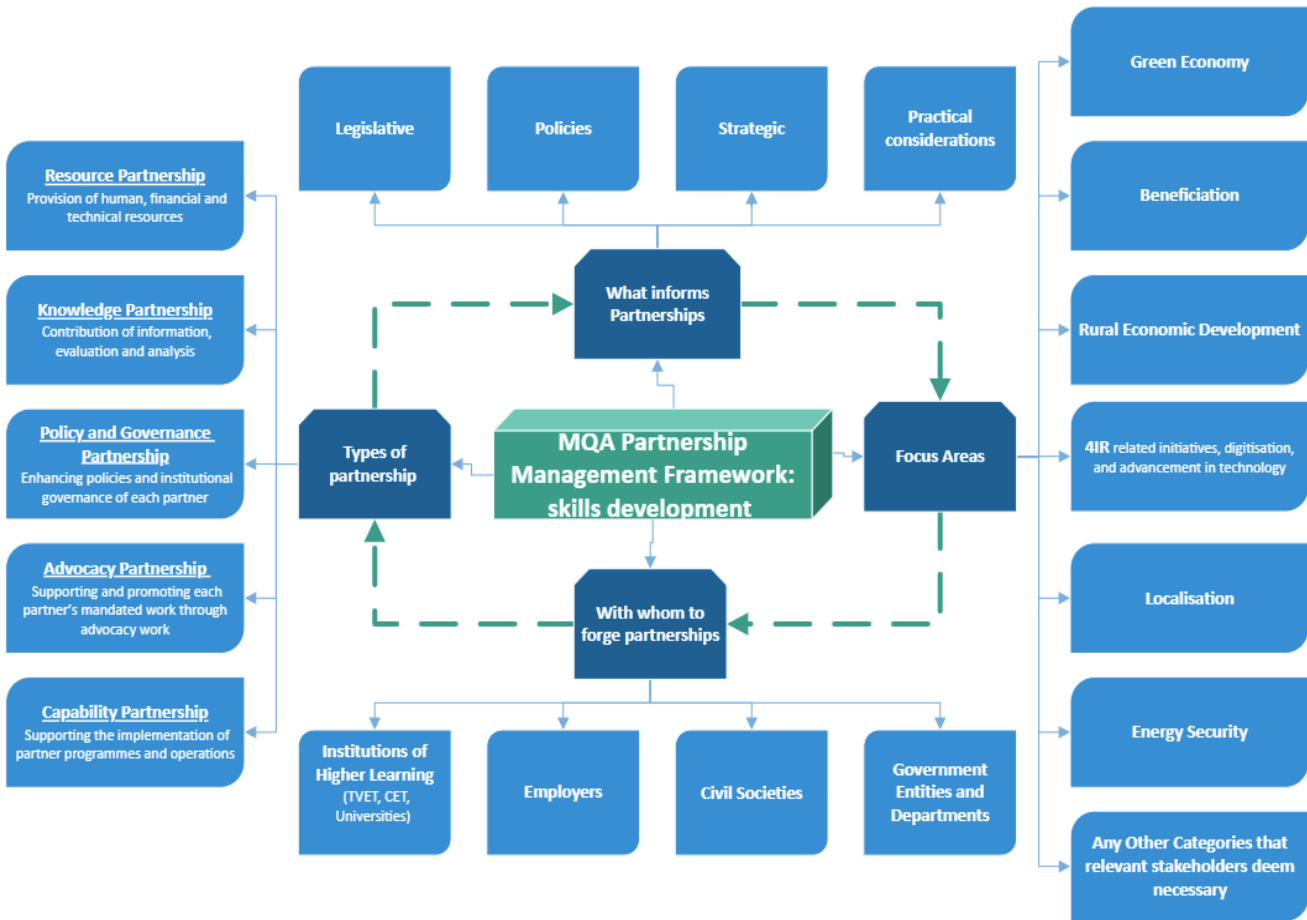 Green Economy
Legislative
Policies
Strategic
Practical
considerations
Resource Partnership
Provision of human, financial and
technical resources
Beneficiation
Knowledge Partnership
Contribution of information,
evaluation and analysis
What informs
Partnerships
Rural Economic Development
Policy and Governance
Partnership
Enhancing policies and institutional
governance of each partner
Types of
partnership
MQA Partnership
Management Framework:
skills development
Focus Areas
4IR related initiatives, digitisation,
and advancement in technology
Advocacy Partnership
Supporting and promoting each
partner's mandated work through
advocacy work
With whom to
forge partnerships
Localisation
Capability Partnership
Supporting the implementation of
partner programmes and operations
Institutions of
Higher Learning
(TVET, CET,
Universities)
Employers
Civil Societies
Government
Entities and
Departments
Energy Security
Any Other Categories that
relevant stakeholders deem
necessary